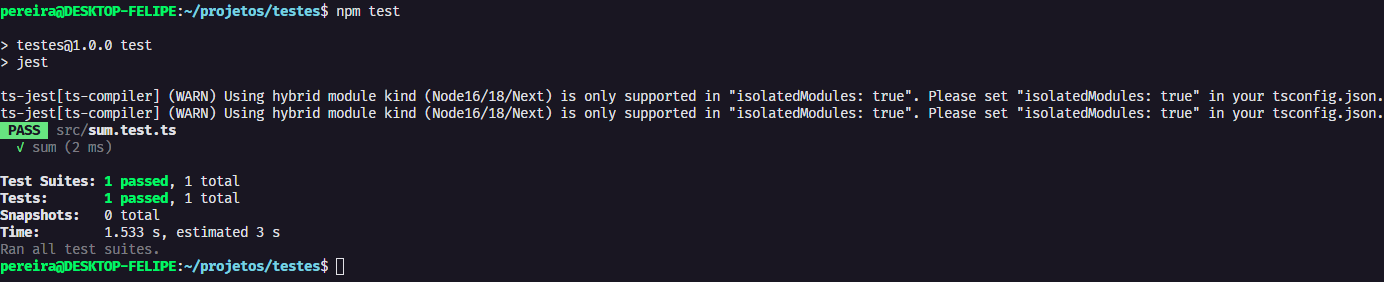 pereira@DESKTOP-FELIPE:~/projetos/testes$ npm test
> testes@1.0.0 test
> jest
ts-jest[ts-compiler] (WARN) Using hybrid module kind (Node16/18/Next) is only supported in "isolatedModules: true". Please set "isolatedModules: true" in your tsconfig.json.
ts-jest[ts-compiler] (WARN) Using hybrid module kind (Node16/18/Next) is only supported in "isolatedModules: true". Please set "isolatedModules: true" in your tsconfig.json.
PASS src/sum.test.ts
√ sum (2 ms)
Test Suites: 1 passed, 1 total
Tests: 1 passed, 1 total
Snapshots: 0 total
Time: 1.533 s, estimated 3 s
Ran all test suites.
pereira@DESKTOP-FELIPE:~/projetos/testes$